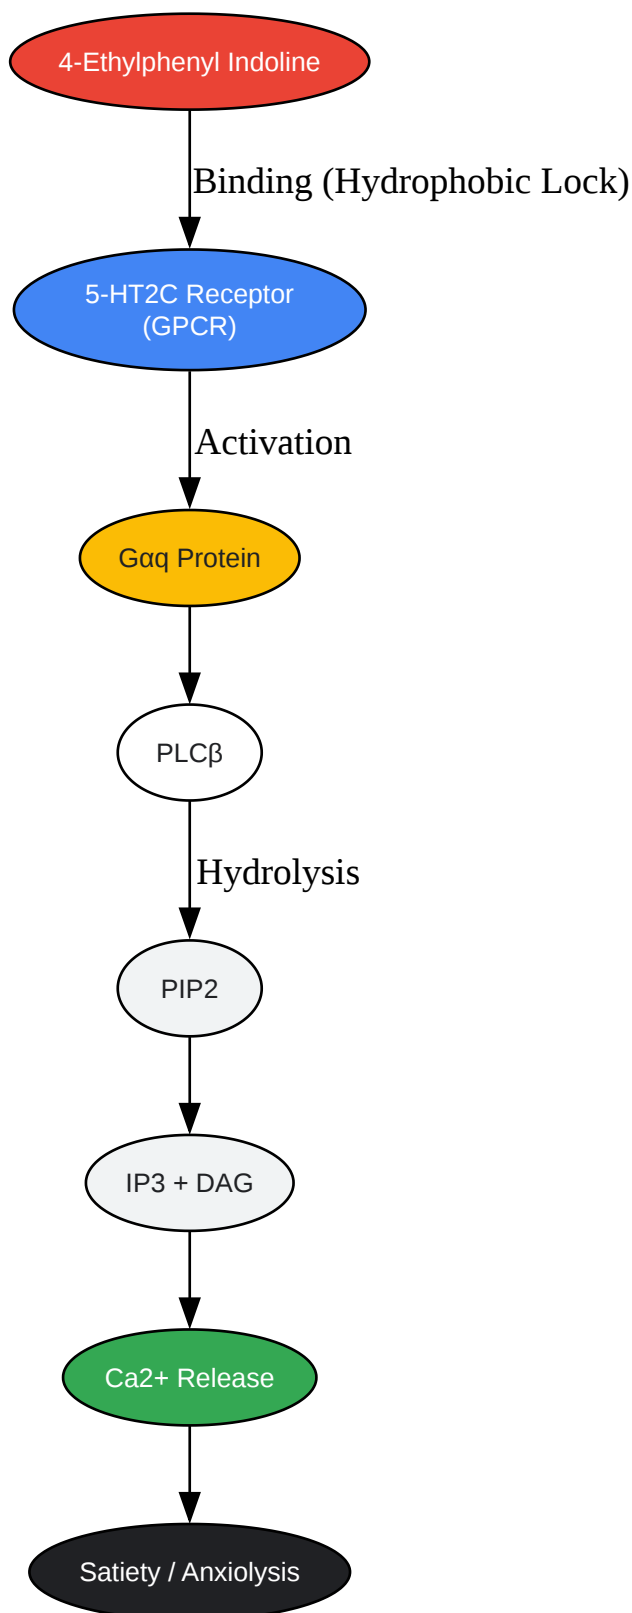 4-Ethylphenyl Indoline
Binding (Hydrophobic Lock)
5-HT2C Receptor
(GPCR)
Activation
Gαq Protein
PLCβ
Hydrolysis
PIP2
IP3 + DAG
Ca2+ Release
Satiety / Anxiolysis